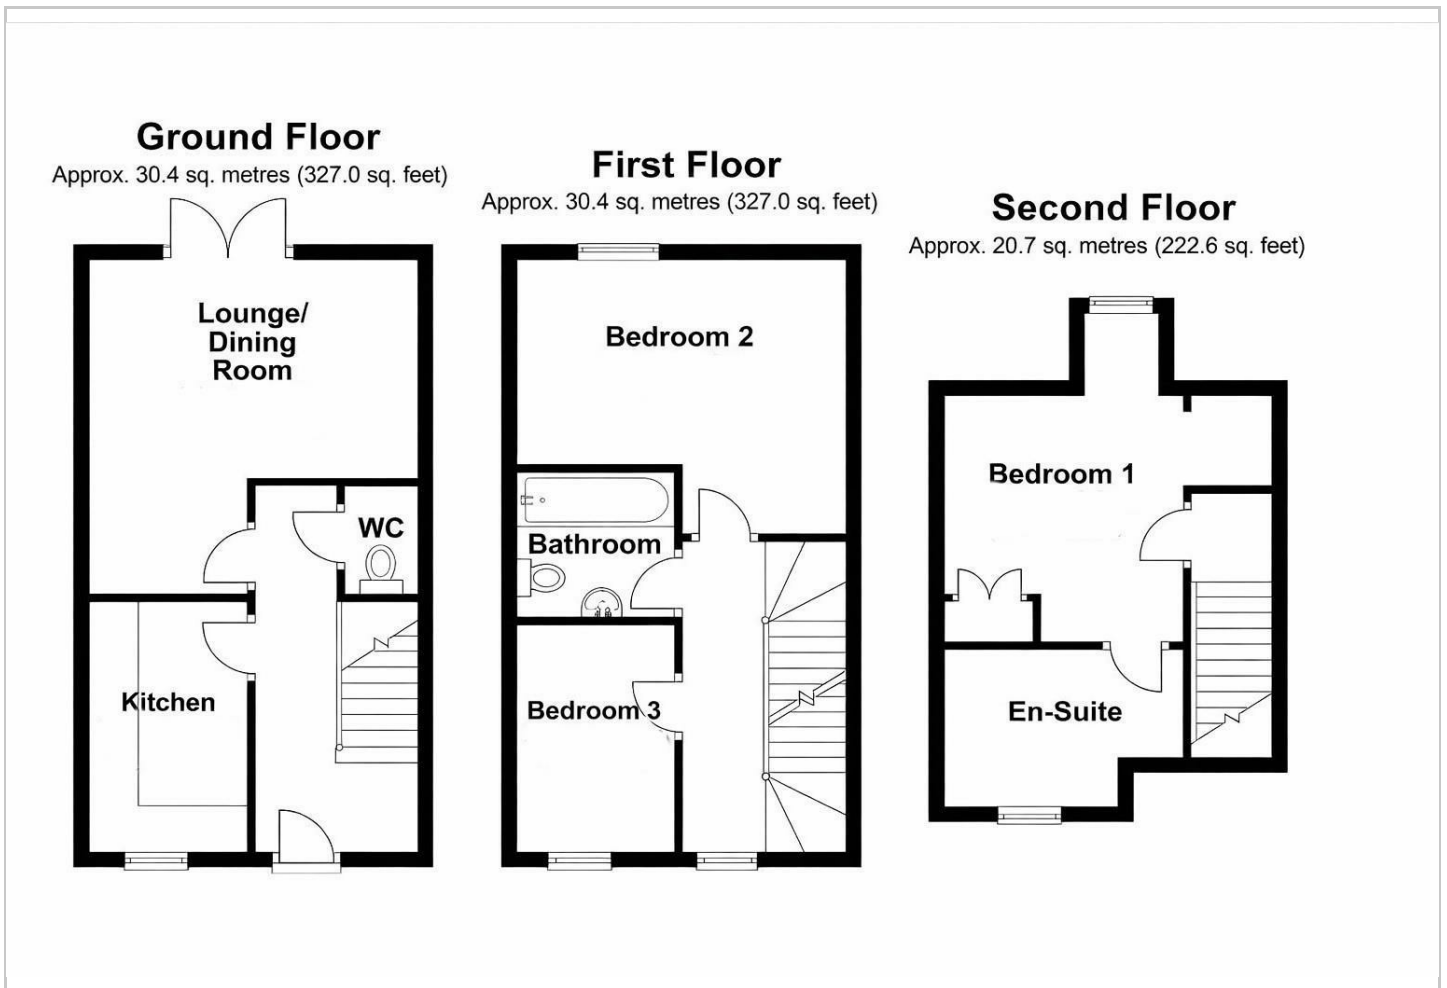 Ground Floor
Approx. 30.4 sq. metres (327.0 sq. feet)
Lounge/
Dining
Room
WC
Kitchen
First Floor
Approx. 30.4 sq. metres (327.0 sq. feet)
Bedroom 2
Bathroom
Bedroom 3
Second Floor
Approx. 20.7 sq. metres (222.6 sq. feet)
Bedroom 1
En-Suite